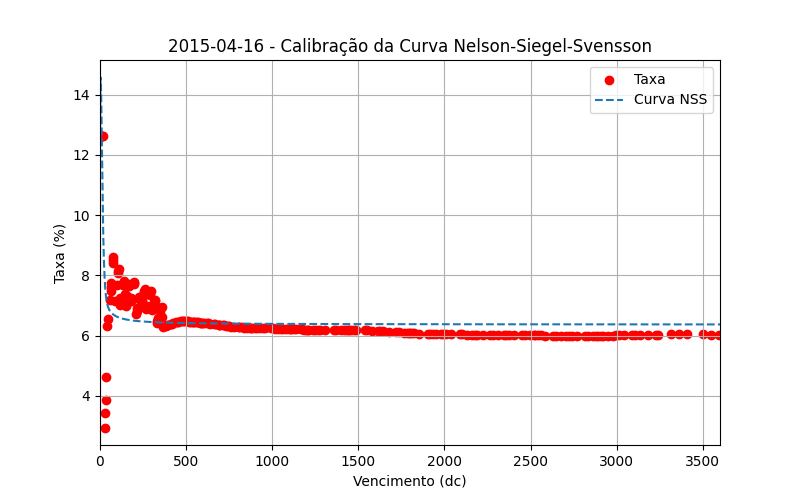 2015-04-16 - Calibração da Curva Nelson-Siegel-Svensson
Taxa
Curva NSS
Taxa (%)
14
12
10
8
6
4
0
500
1000
1500
2000
2500
3000
3500
Vencimento (dc)